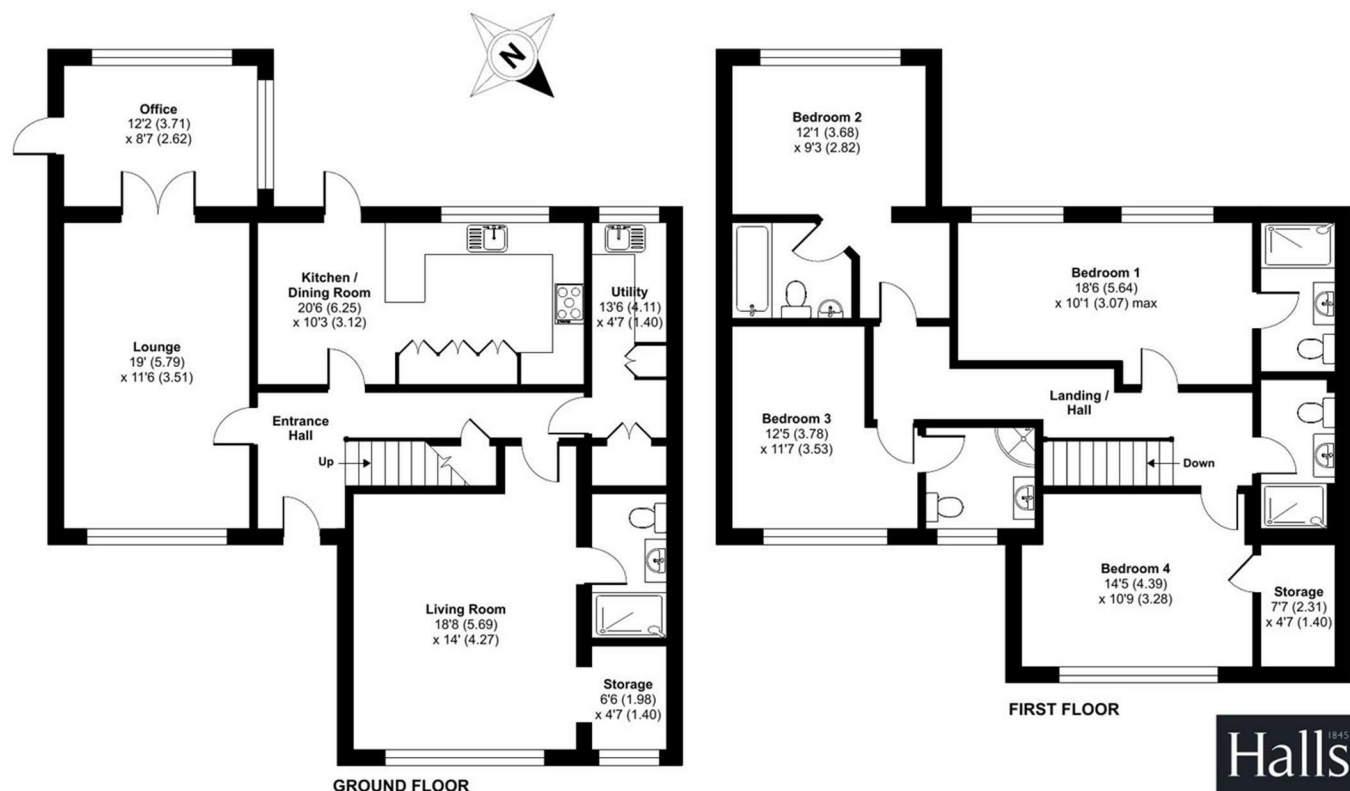 N
Office
12'2 (3.71)
x 8'7 (2.62)
Kitchen /
Dining Room
20'6 (6.25)
x 10'3 (3.12)
Utility
13'6 (4.11)
x 4'7 (1.40)
Lounge
19' (5.79)
x 11'6 (3.51)
Entrance
Hall
Up
Living Room
18'8 (5.69)
x 14' (4.27)
Storage
6'6 (1.98)
x 4'7 (1.40)
GROUND FLOOR
Bedroom 2
12'1 (3.68)
x 9'3 (2.82)
Bedroom 1
18'6 (5.64)
x 10'1 (3.07) max
Bedroom 3
12'5 (3.78)
x 11'7 (3.53)
Landing /
Hall
Down
Bedroom 4
14'5 (4.39)
x 10'9 (3.28)
Storage
7'7 (2.31)
x 4'7 (1.40)
FIRST FLOOR
1845
Halls